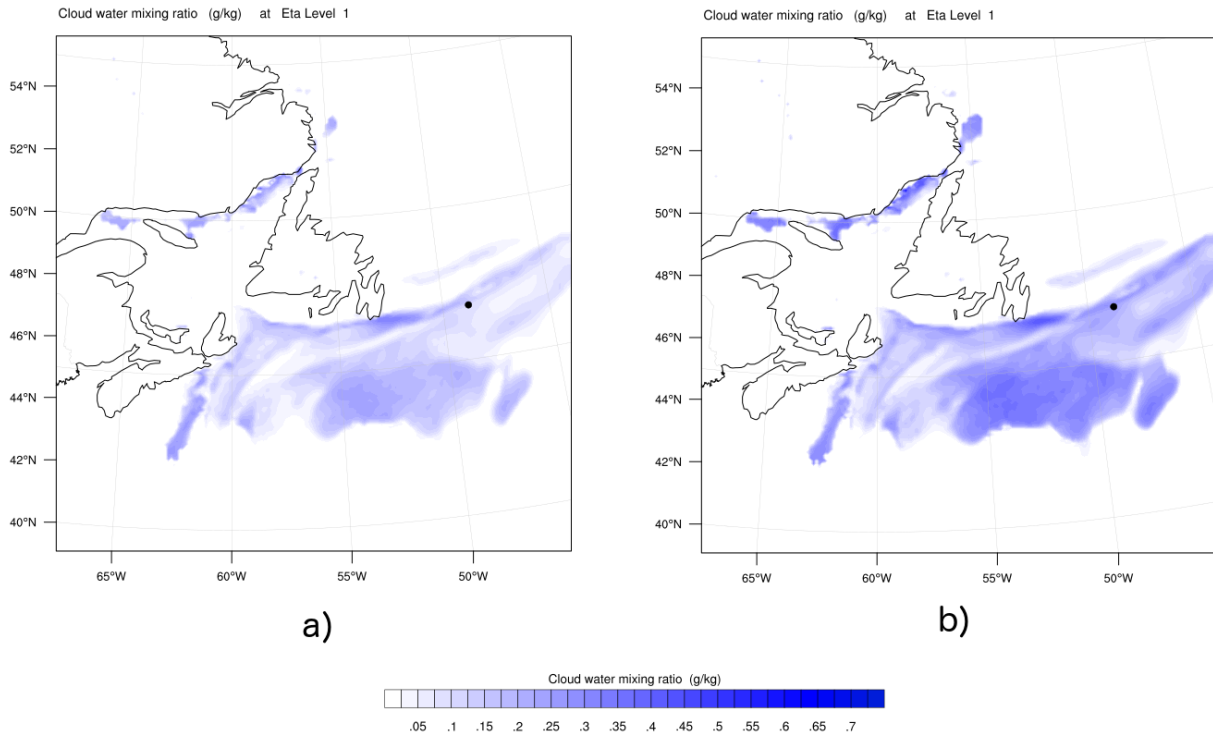 Cloud water mixing ratio (g/kg) at Eta Level 1
54°N
52°N
50°N
48°N
46°N
44°N
42°N
40°N
65°W 60°W 55°W 50°W
a)
Cloud water mixing ratio (g/kg) at Eta Level 1
54°N
52°N
50°N
48°N
46°N
44°N
42°N
40°N
65°W 60°W 55°W 50°W
b)
Cloud water mixing ratio (g/kg)
.05 .1 .15 .2 .25 .3 .35 .4 .45 .5 .55 .6 .65 .7